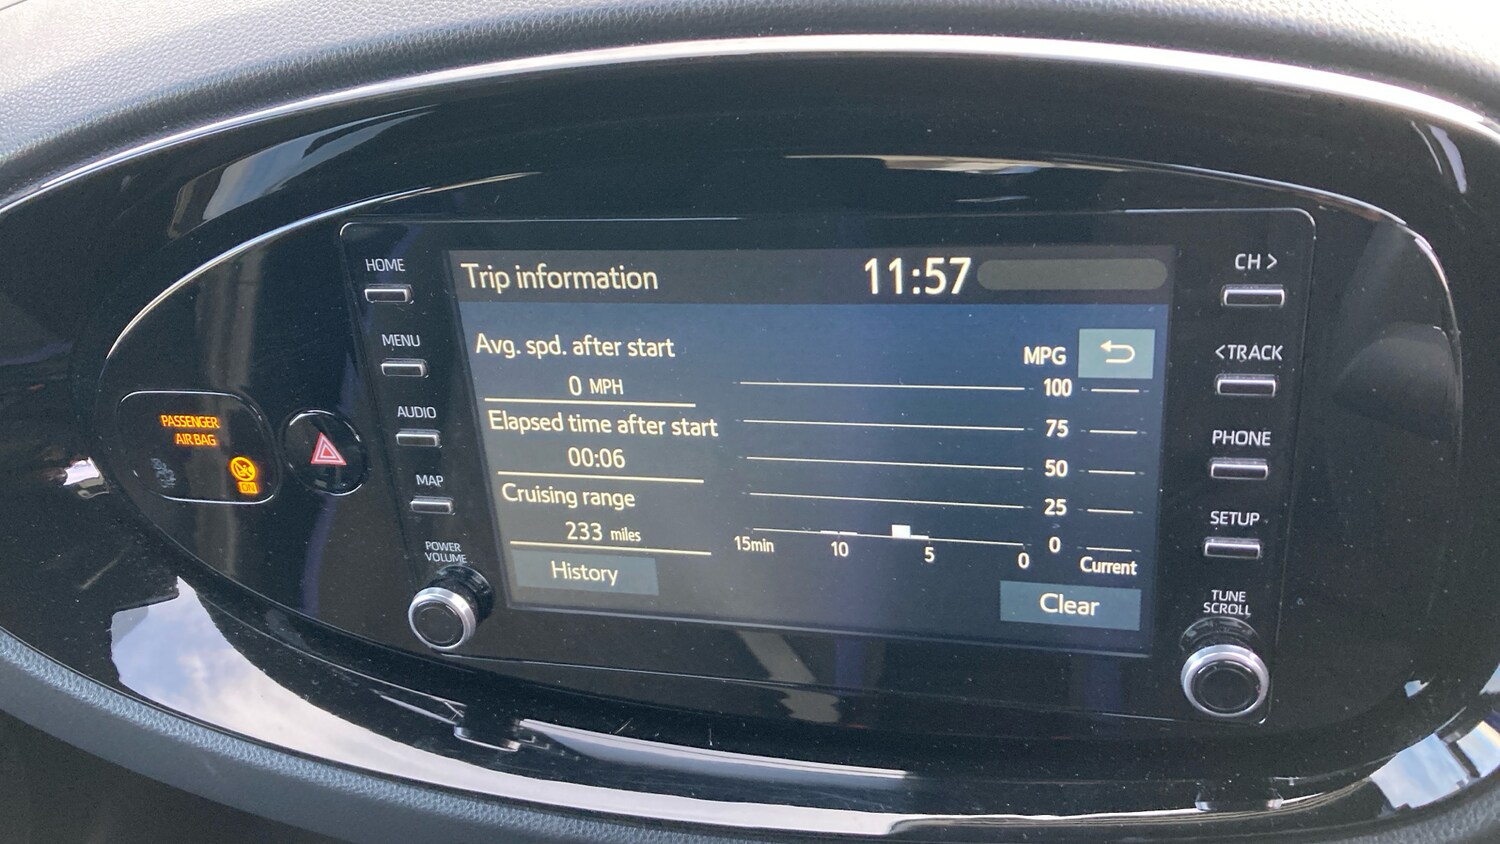 HOME
MENU
AUDIO
MAP
POWER
VOLUME
PASSENGER
AIR BAG
ON
Trip information 11:57
Avg. spd. after start
0 MPH
Elapsed time after start
00:06
Cruising range
233 miles
History
MPG
100
75
50
25
0
15min 10 5 0 Current
Clear
CH >
< TRACK
PHONE
SETUP
TUNE
SCROLL